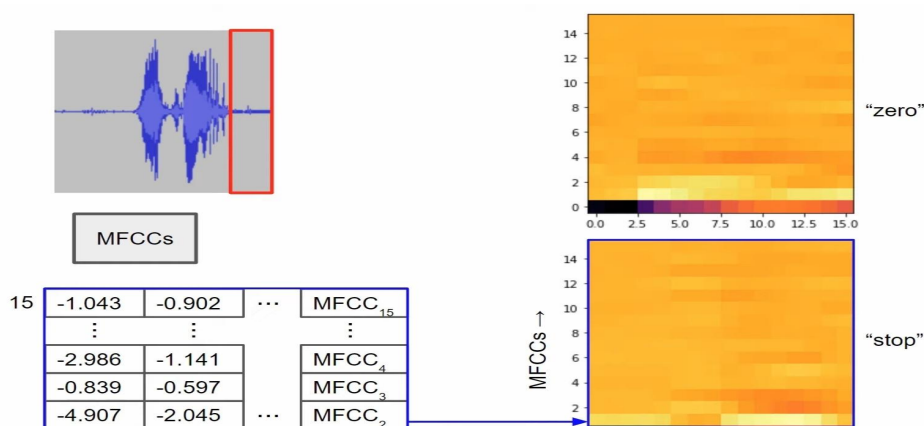 MFCCs
15 -1.043 -0.902 ... MFCC15
⋮ ⋮ ⋮
-2.986 -1.141 MFCC4
-0.839 -0.597 MFCC3
-4.907 -2.045 ... MFCC2
14
12
10
8
6
4
2
0
0.0 2.5 5.0 7.5 10.0 12.5 15.0
“zero”
14
12
10
8
6
4
2
MFCCs →
“stop”